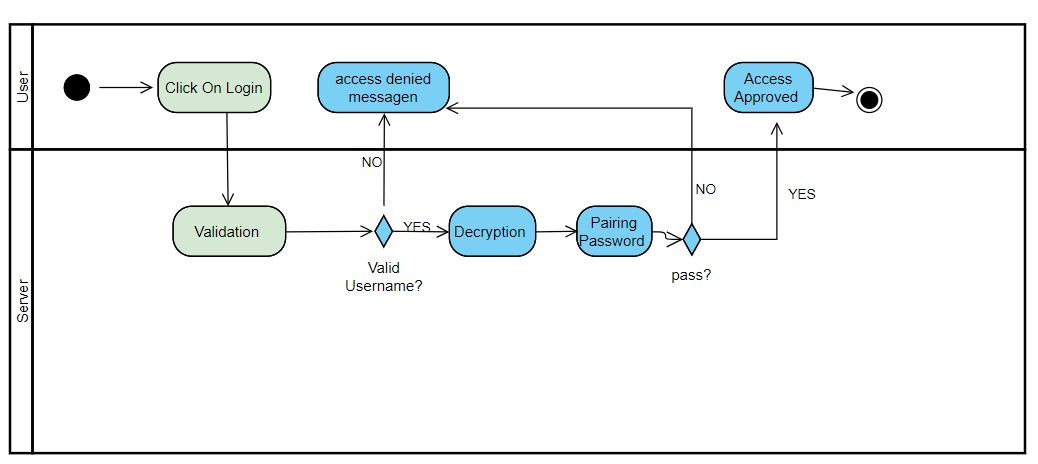 User
Click On Login
access denied
messagen
Access
Approved
NO
YES
NO
YES
Validation
Decryption
Pairing
Password
Valid
Username?
pass?
Server